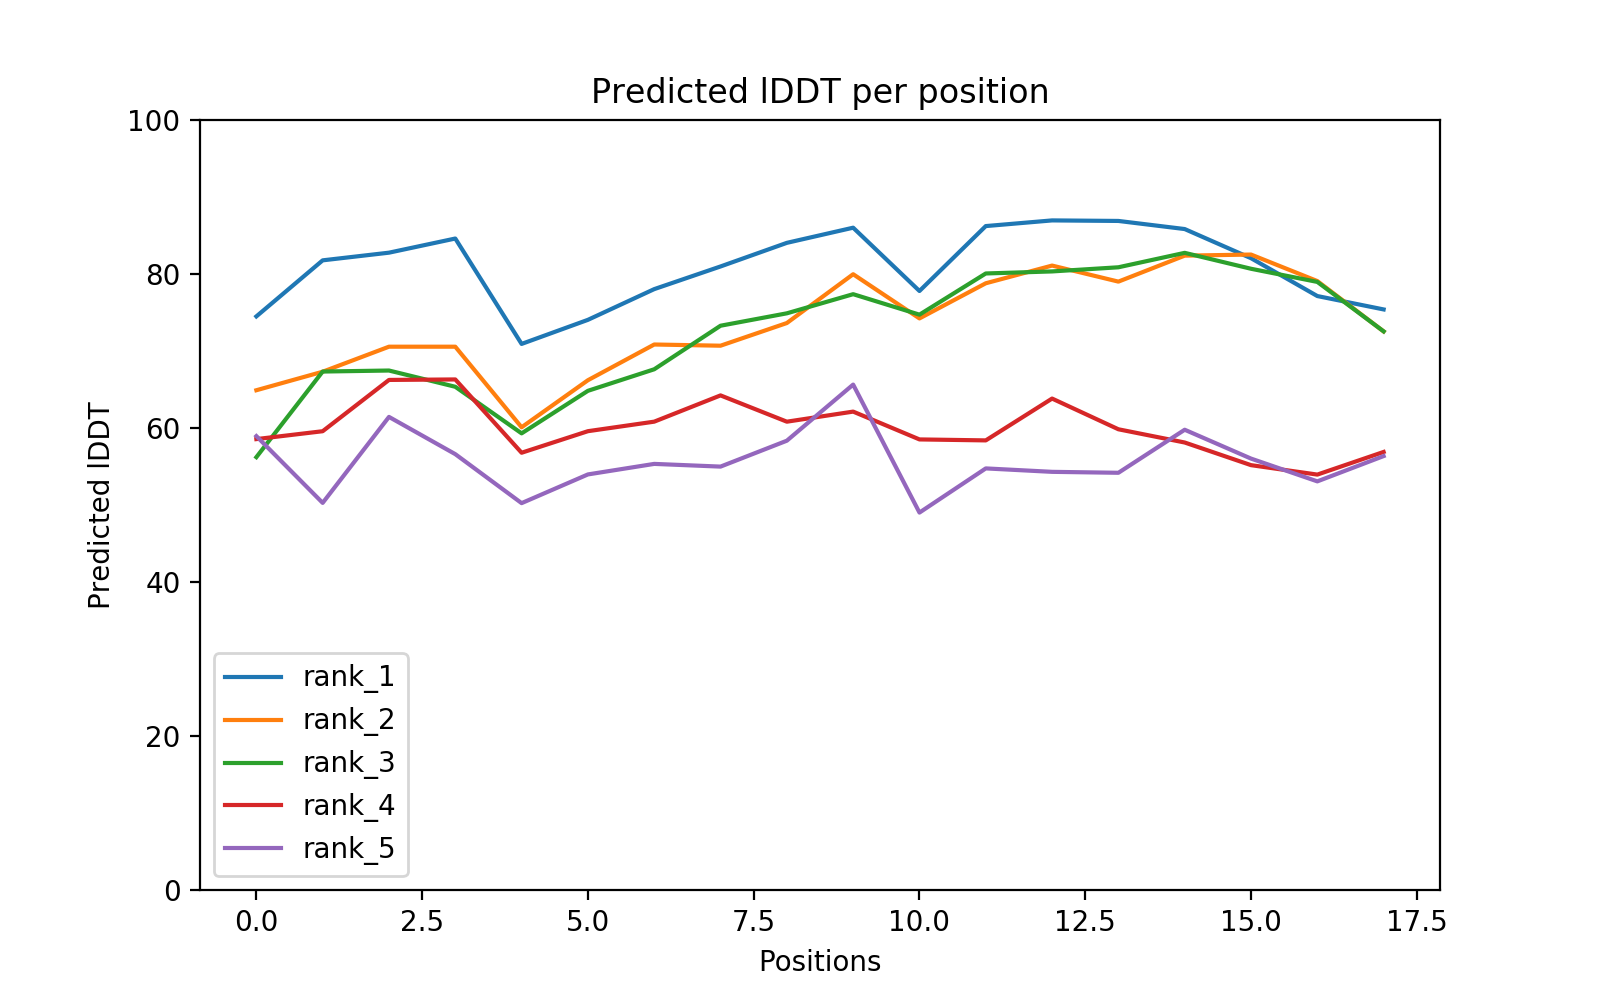 Predicted lDDT per position
Predicted lDDT
100
80
60
40
20
0
rank_1
rank_2
rank_3
rank_4
rank_5
0.0 2.5 5.0 7.5 10.0 12.5 15.0 17.5
Positions